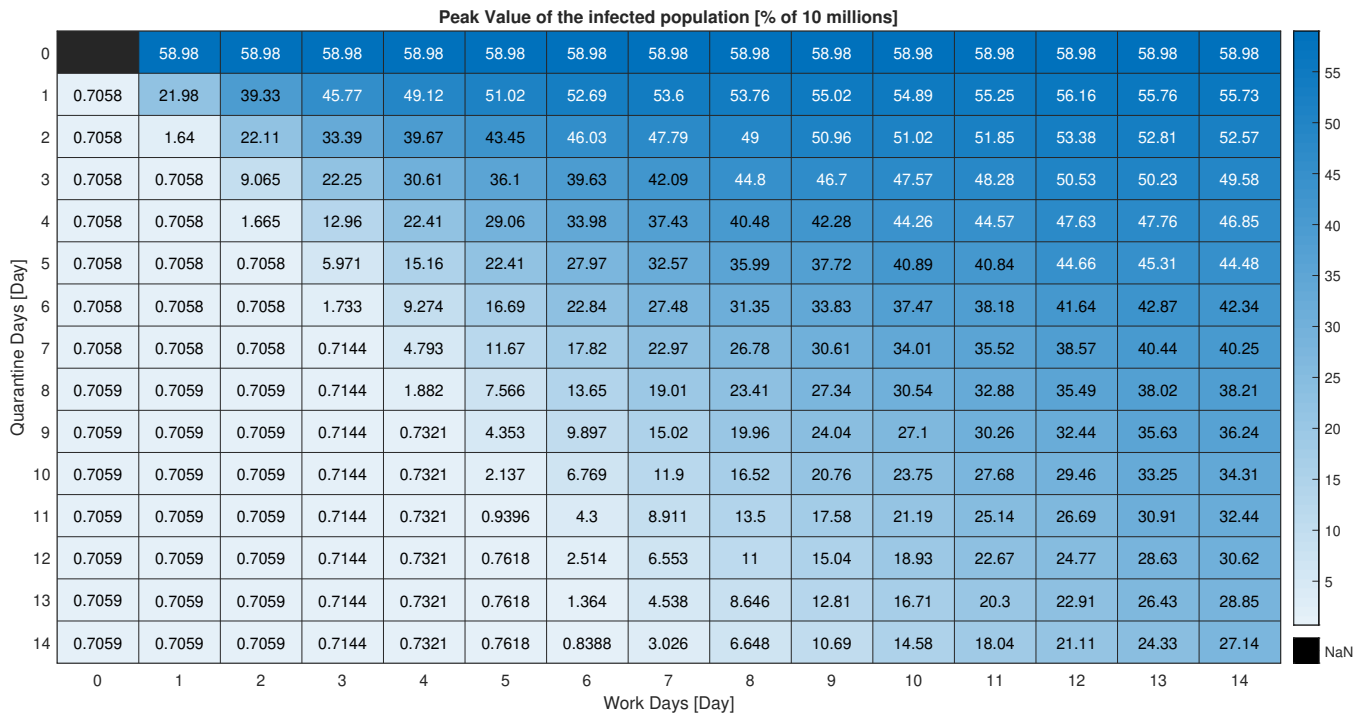 Peak Value of the infected population [% of 10 millions]
0 58.98 58.98 58.98 58.98 58.98 58.98 58.98 58.98 58.98 58.98 58.98 58.98 58.98 58.98
1 0.7058 21.98 39.33 45.77 49.12 51.02 52.69 53.6 53.76 55.02 54.89 55.25 56.16 55.76 55.73
2 0.7058 1.64 22.11 33.39 39.67 43.45 46.03 47.79 49 50.96 51.02 51.85 53.38 52.81 52.57
3 0.7058 0.7058 9.065 22.25 30.61 36.1 39.63 42.09 44.8 46.7 47.57 48.28 50.53 50.23 49.58
4 0.7058 0.7058 1.665 12.96 22.41 29.06 33.98 37.43 40.48 42.28 44.26 44.57 47.63 47.76 46.85
5 0.7058 0.7058 0.7058 5.971 15.16 22.41 27.97 32.57 35.99 37.72 40.89 40.84 44.66 45.31 44.48
6 0.7058 0.7058 0.7058 1.733 9.274 16.69 22.84 27.48 31.35 33.83 37.47 38.18 41.64 42.87 42.34
7 0.7058 0.7058 0.7058 0.7144 4.793 11.67 17.82 22.97 26.78 30.61 34.01 35.52 38.57 40.44 40.25
8 0.7059 0.7059 0.7059 0.7144 1.882 7.566 13.65 19.01 23.41 27.34 30.54 32.88 35.49 38.02 38.21
9 0.7059 0.7059 0.7059 0.7144 0.7321 4.353 9.897 15.02 19.96 24.04 27.1 30.26 32.44 35.63 36.24
10 0.7059 0.7059 0.7059 0.7144 0.7321 2.137 6.769 11.9 16.52 20.76 23.75 27.68 29.46 33.25 34.31
11 0.7059 0.7059 0.7059 0.7144 0.7321 0.9396 4.3 8.911 13.5 17.58 21.19 25.14 26.69 30.91 32.44
12 0.7059 0.7059 0.7059 0.7144 0.7321 0.7618 2.514 6.553 11 15.04 18.93 22.67 24.77 28.63 30.62
13 0.7059 0.7059 0.7059 0.7144 0.7321 0.7618 1.364 4.538 8.646 12.81 16.71 20.3 22.91 26.43 28.85
14 0.7059 0.7059 0.7059 0.7144 0.7321 0.7618 0.8388 3.026 6.648 10.69 14.58 18.04 21.11 24.33 27.14
0 1 2 3 4 5 6 7 8 9 10 11 12 13 14
Work Days [Day]
Quarantine Days [Day]
55
50
45
40
35
30
25
20
15
10
5
NaN